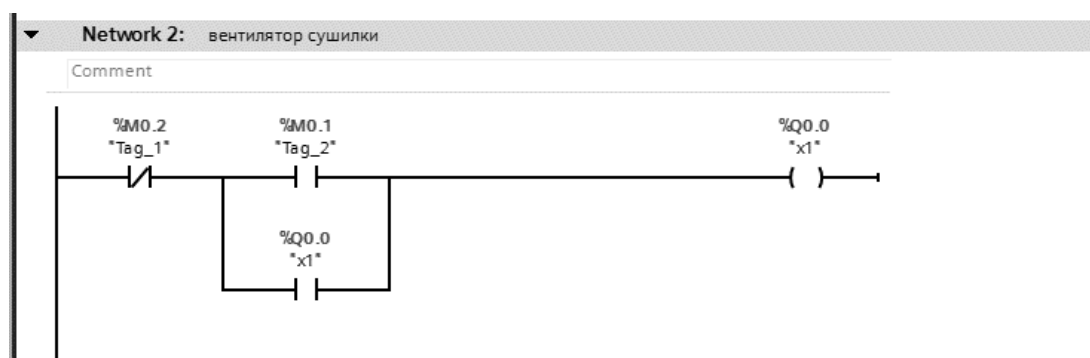 Network 2: вентилятор сушилки
Comment
%M0.2 %M0.1 %Q0.0
"Tag_1" "Tag_2" "x1"
%Q0.0
"x1"